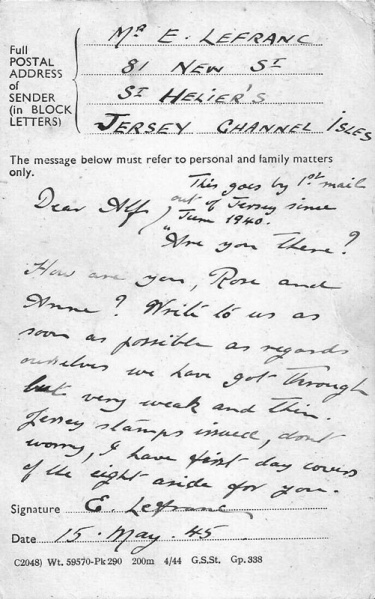 Full
POSTAL
ADDRESS
of
SENDER
(in BLOCK
LETTERS)
Mr E. LEFRANC
81 NEW ST
ST HELIER'S
JERSEY CHANNEL ISLES
The message below must refer to personal and family matters
only.
This goes by 1st mail
out of Jersey since
June 1940.
Dear Alf,
"Are you there?
How are you, Rose and
Anne? Write to us as
soon as possible as regards
ourselves we have got through
but very weak and thin.
Jersey stamps issued, dont
worry, I have first day covers
of the eight aside for you.
Signature E. Lefranc
Date 15. May. 45
C2048) Wt. 59570-Pk290 200m 4/44 G.S.St. Gp.338